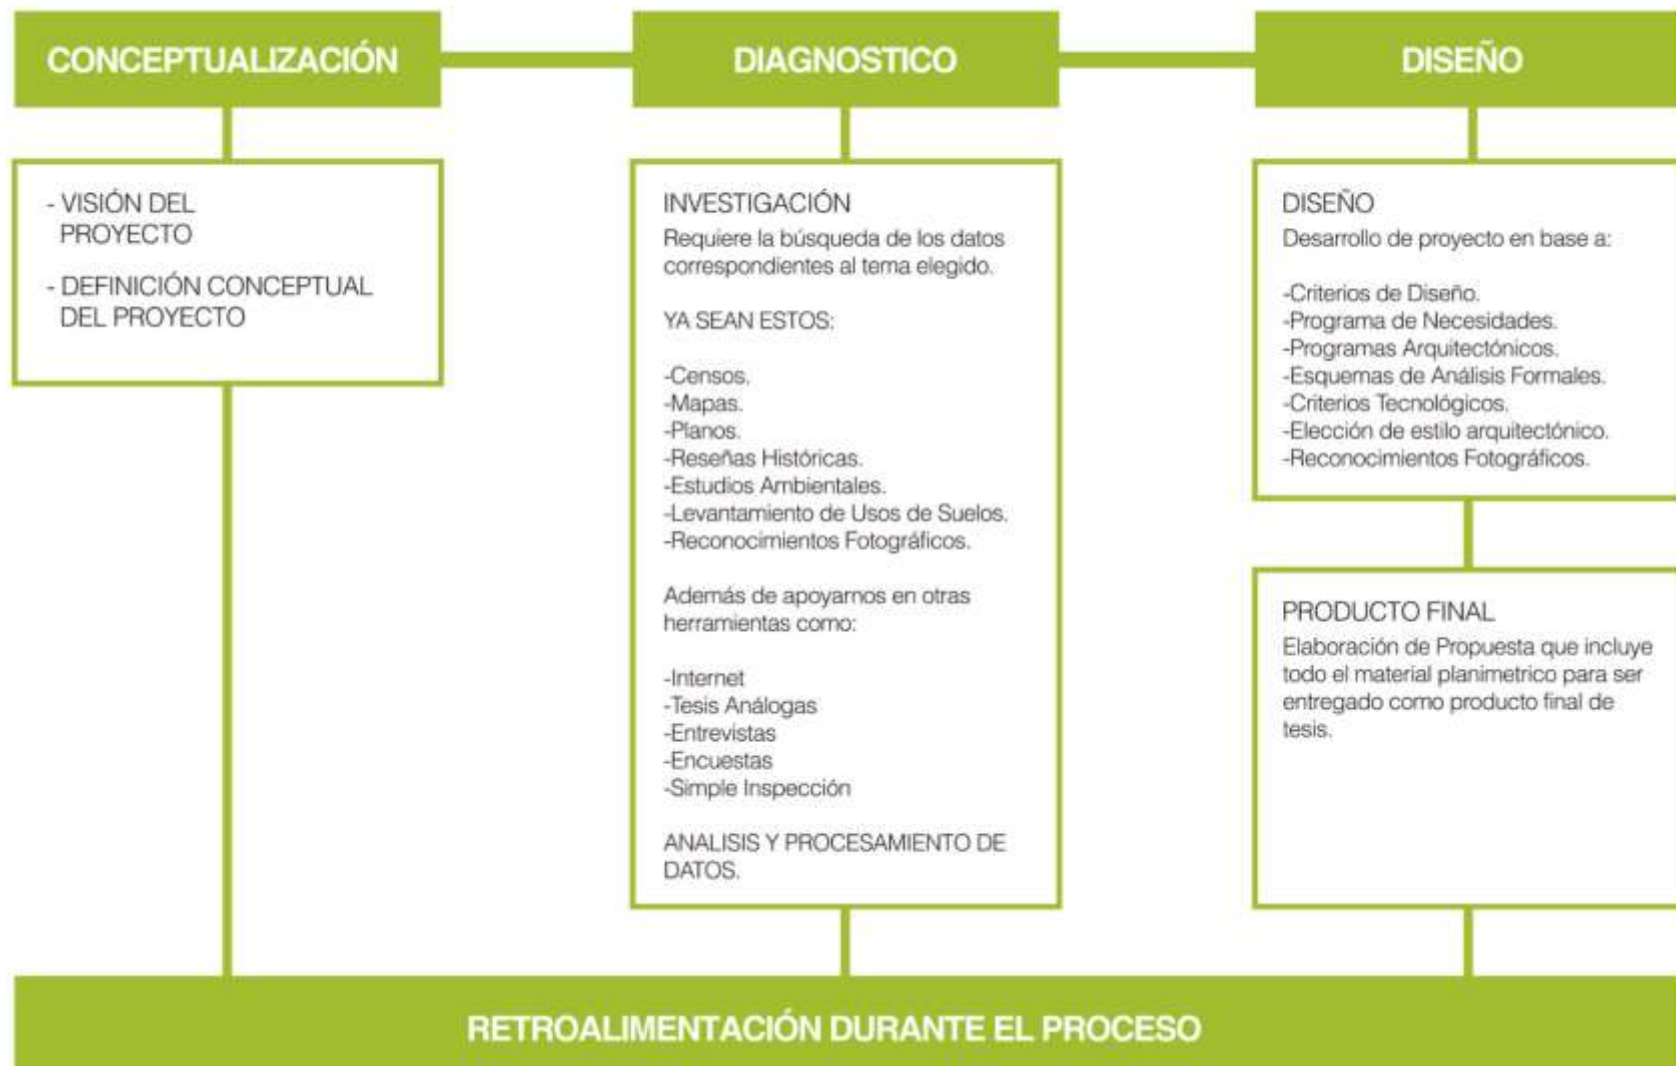 CONCEPTUALIZACIÓN
- VISIÓN DEL
PROYECTO
- DEFINICIÓN CONCEPTUAL
DEL PROYECTO
DIAGNOSTICO
INVESTIGACIÓN
Requiere la búsqueda de los datos
correspondientes al tema elegido.
YA SEAN ESTOS:
-Censos.
-Mapas.
-Planos.
-Reseñas Históricas.
-Estudios Ambientales.
-Levantamiento de Usos de Suelos.
-Reconocimientos Fotográficos.
Además de apoyarnos en otras
herramientas como:
-Internet
-Tesis Análogas
-Entrevistas
-Encuestas
-Simple Inspección
ANALISIS Y PROCESAMIENTO DE
DATOS.
DISEÑO
DISEÑO
Desarrollo de proyecto en base a:
-Criterios de Diseño.
-Programa de Necesidades.
-Programas Arquitectónicos.
-Esquemas de Análisis Formales.
-Criterios Tecnológicos.
-Elección de estilo arquitectónico.
-Reconocimientos Fotográficos.
PRODUCTO FINAL
Elaboración de Propuesta que incluye
todo el material planimetrico para ser
entregado como producto final de
tesis.
RETROALIMENTACIÓN DURANTE EL PROCESO